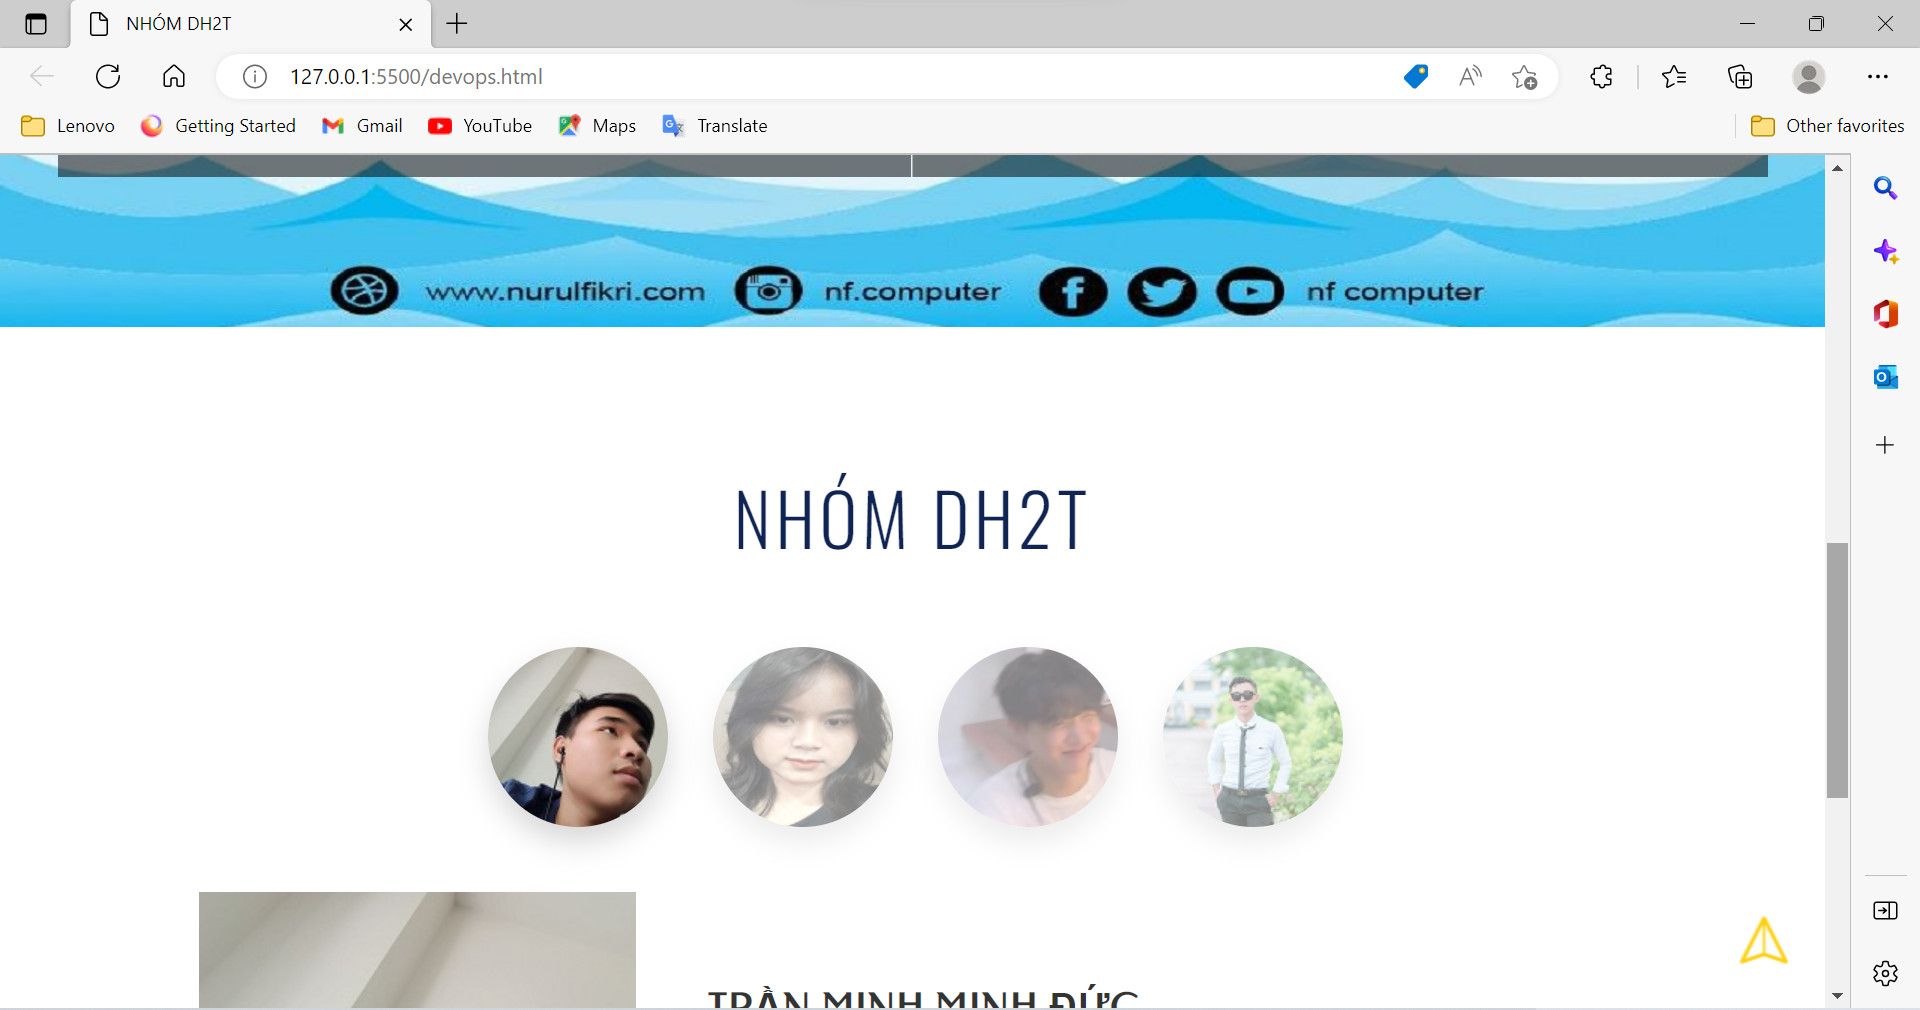 NHÓM DH2T
127.0.0.1:5500/devops.html
Lenovo Getting Started Gmail YouTube Maps Translate Other favorites
www.nurulfikri.com nf.computer nf computer
NHÓM DH2T
TRẦN MINH MINH ĐỨC